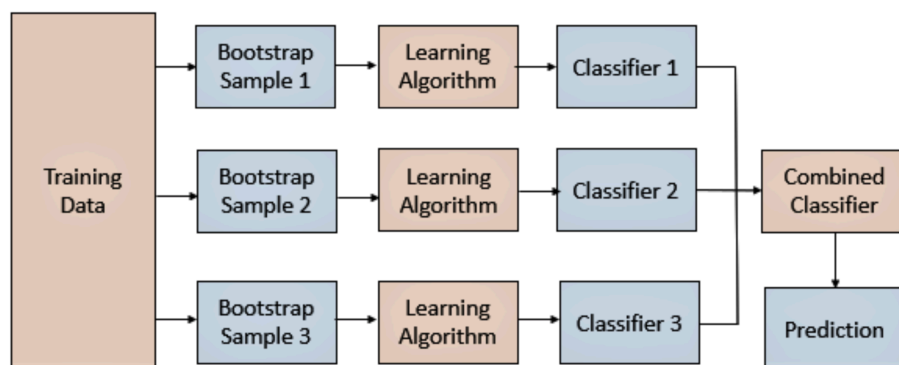 Training
Data
Bootstrap
Sample 1
Learning
Algorithm
Classifier 1
Bootstrap
Sample 2
Learning
Algorithm
Classifier 2
Bootstrap
Sample 3
Learning
Algorithm
Classifier 3
Combined
Classifier
Prediction